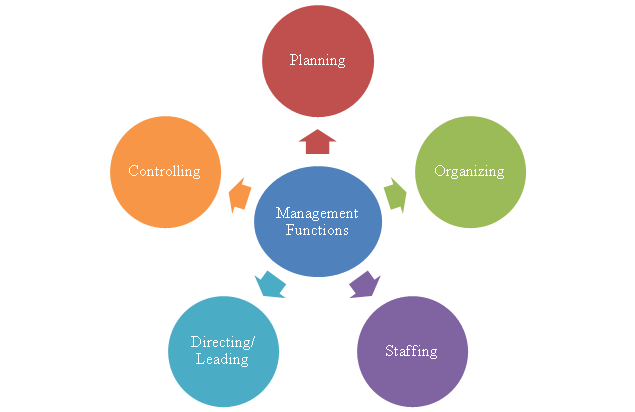 Planning
Controlling
Organizing
Management
Functions
Directing/
Leading
Staffing